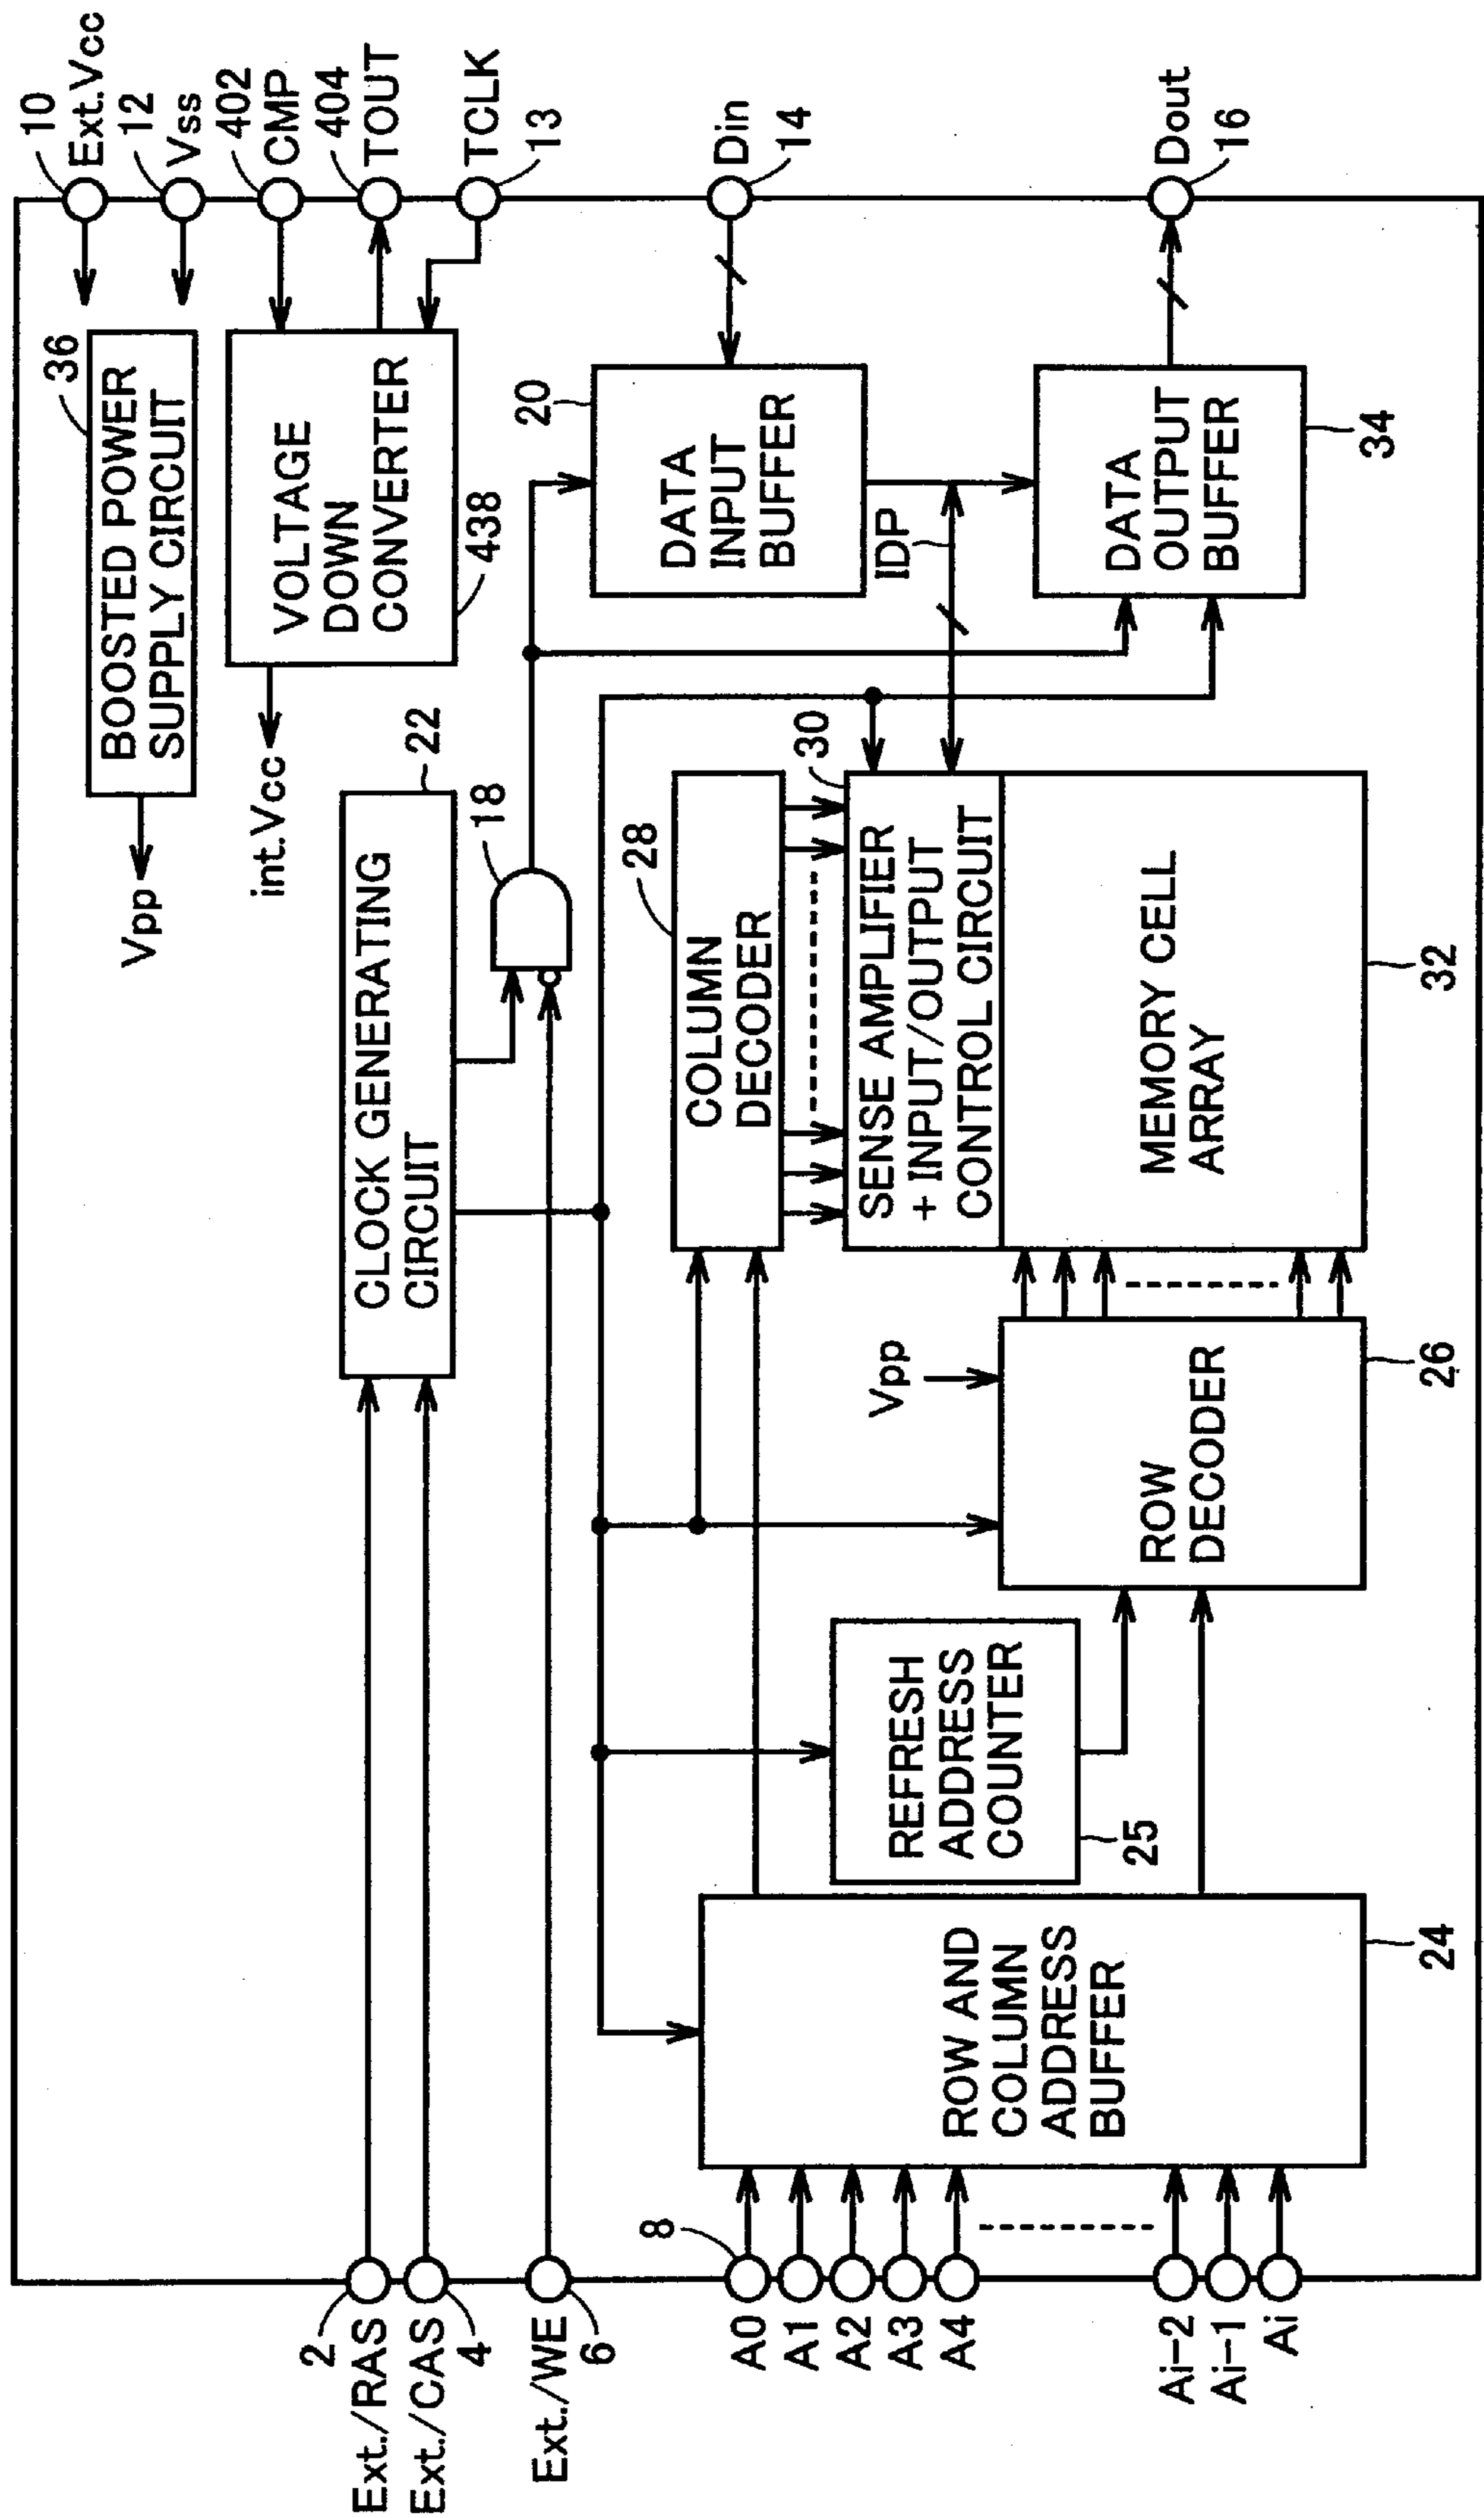 10
Ext.Vcc
12
Vss
402
CMP
404
TOUT
TCLK
13
Din
14
Dout
16
36
BOOSTED POWER
SUPPLY CIRCUIT
Vpp
VOLTAGE
DOWN
CONVERTER
438
int.Vcc
22
CLOCK GENERATING
CIRCUIT
18
20
DATA
INPUT
BUFFER
IDP
DATA
OUTPUT
BUFFER
34
28
COLUMN
DECODER
30
SENSE AMPLIFIER
+ INPUT/OUTPUT
CONTROL CIRCUIT
MEMORY CELL
ARRAY
32
Vpp
ROW
DECODER
26
REFRESH
ADDRESS
COUNTER
25
ROW AND
COLUMN
ADDRESS
BUFFER
24
2
Ext./RAS
Ext./CAS
4
Ext./WE
6
8
A0
A1
A2
A3
A4
Ai-2
Ai-1
Ai